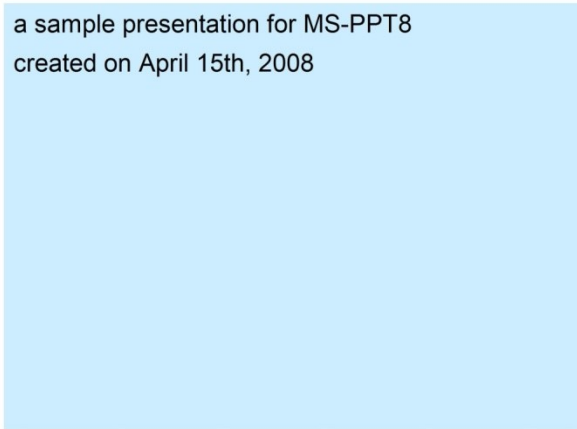 a sample presentation for MS-PPT8
created on April 15th, 2008